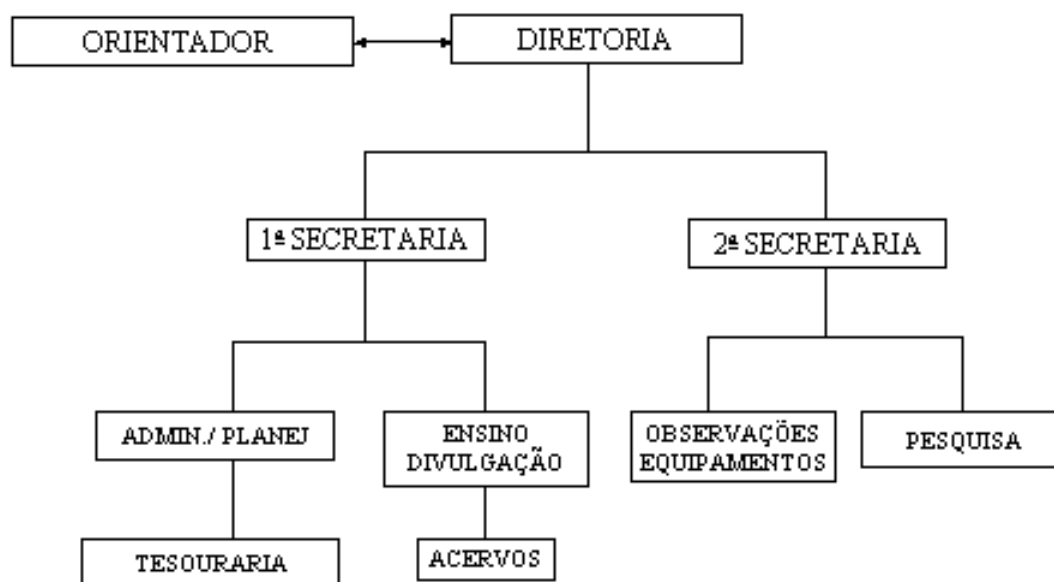 ORIENTADOR
DIRETORIA
1ª SECRETARIA
2ª SECRETARIA
ADMIN./ PLANEJ
ENSINO
DIVULGAÇÃO
OBSERVAÇÕES
EQUIPAMENTOS
PESQUISA
TESOURARIA
ACERVOS